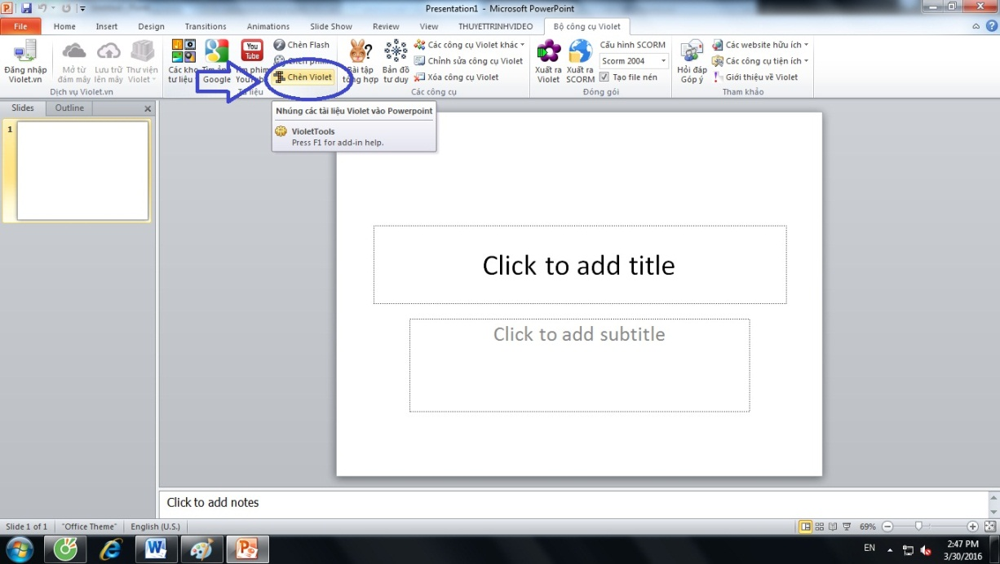 Presentation1 - Microsoft PowerPoint
File Home Insert Design Transitions Animations Slide Show Review View THUYETTRINHVIDEO Bộ công cụ Violet
Đăng nhập Violet.vn
Mở từ đám mây
Lưu trữ lên mây
Thư viện Violet
Dịch vụ Violet.vn
Các kho tư liệu
Google
You Tube
phim
Chèn Flash
Chèn
Chèn Violet
liệu
Bài tập tổng hợp
Bản đồ tư duy
Các công cụ Violet khác
Chỉnh sửa công cụ Violet
Xóa công cụ Violet
Các công cụ
Xuất ra Violet
Xuất ra SCORM
Cấu hình SCORM
Scorm 2004
Tạo file nén
Đóng gói
Hỏi đáp Góp ý
Các website hữu ích
Các công cụ tiện ích
Giới thiệu về Violet
Tham khảo
Slides Outline
Nhúng các tài liệu Violet vào Powerpoint
VioletTools
Press F1 for add-in help.
1
Click to add title
Click to add subtitle
Click to add notes
Slide 1 of 1 "Office Theme" English (U.S.) 69%
EN 2:47 PM
3/30/2016